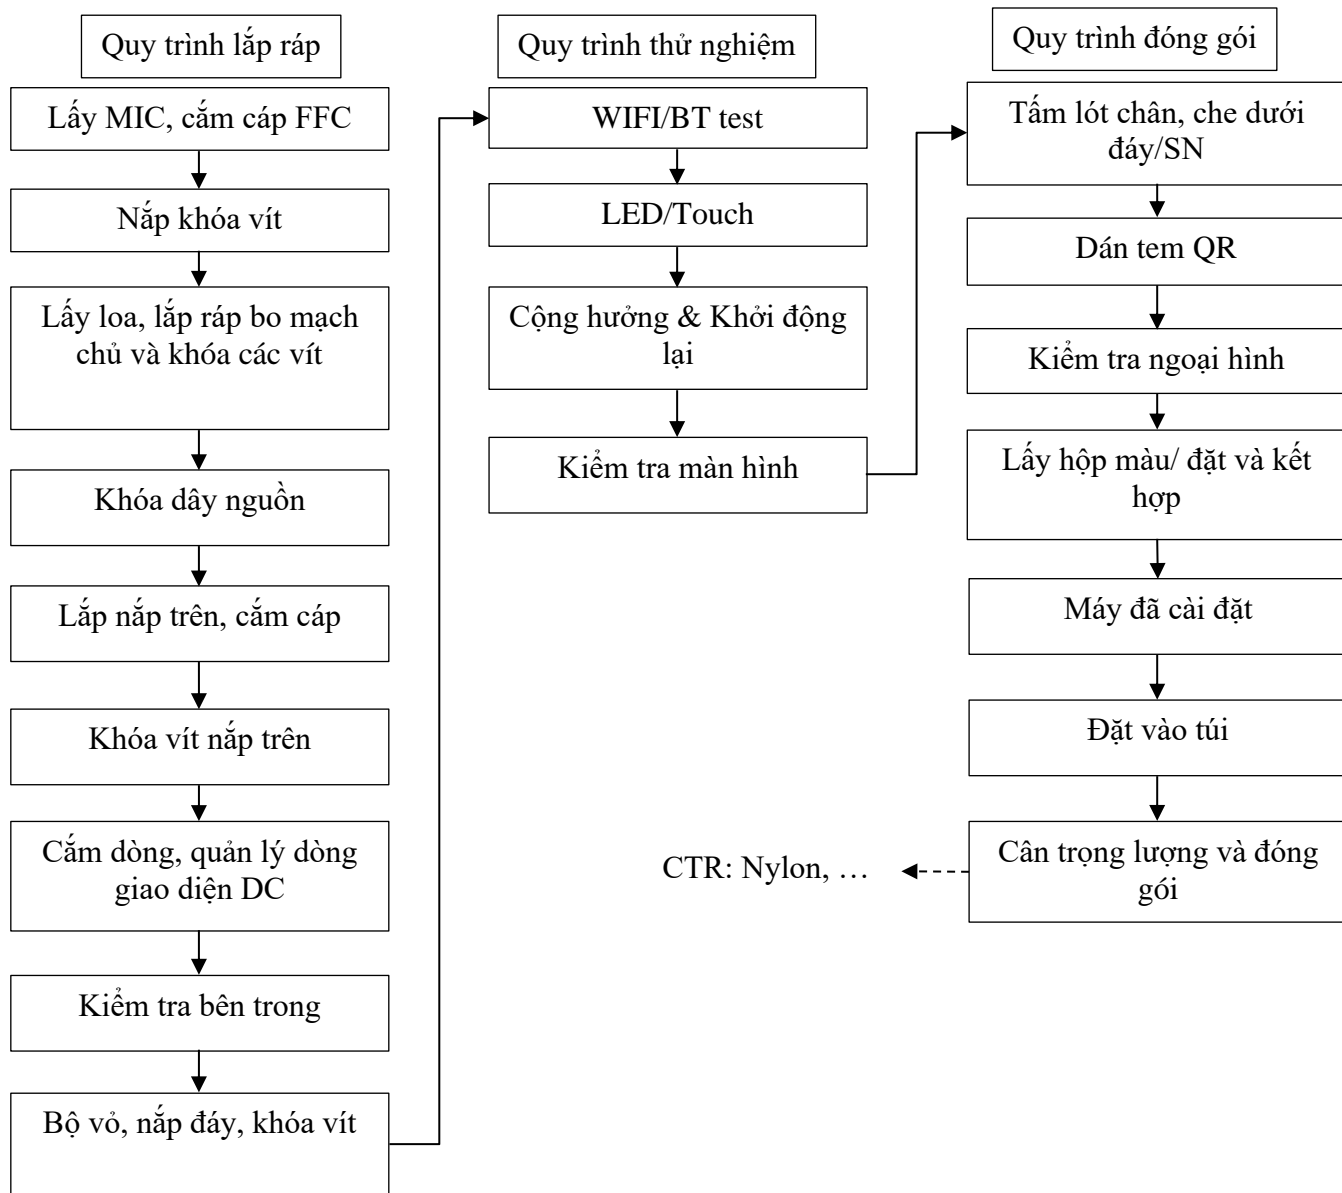 Quy trình lắp ráp
Lấy MIC, cắm cáp FFC
Nắp khóa vít
Lấy loa, lắp ráp bo mạch
chủ và khóa các vít
Khóa dây nguồn
Lắp nắp trên, cắm cáp
Khóa vít nắp trên
Cắm dòng, quản lý dòng
giao diện DC
Kiểm tra bên trong
Bộ vỏ, nắp đáy, khóa vít
Quy trình thử nghiệm
WIFI/BT test
LED/Touch
Cộng hưởng & Khởi động
lại
Kiểm tra màn hình
Quy trình đóng gói
Tấm lót chân, che dưới
đáy/SN
Dán tem QR
Kiểm tra ngoại hình
Lấy hộp màu/ đặt và kết
hợp
Máy đã cài đặt
Đặt vào túi
Cân trọng lượng và đóng
gói
CTR: Nylon, …